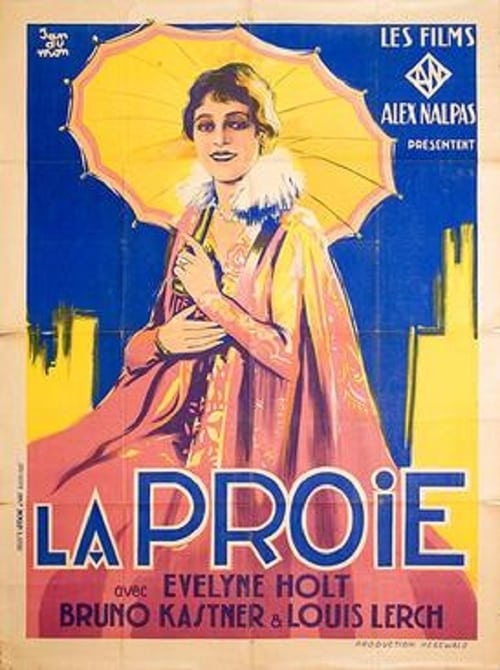 Jan
du
mon
LES FILMS
AN
ALEX NALPAS
PRÉSENTENT
LA PROiE
avec EVELYNE HOLT
BRUNO KASTNER & LOUIS LERCH
PRODUCTION HEGEWALD